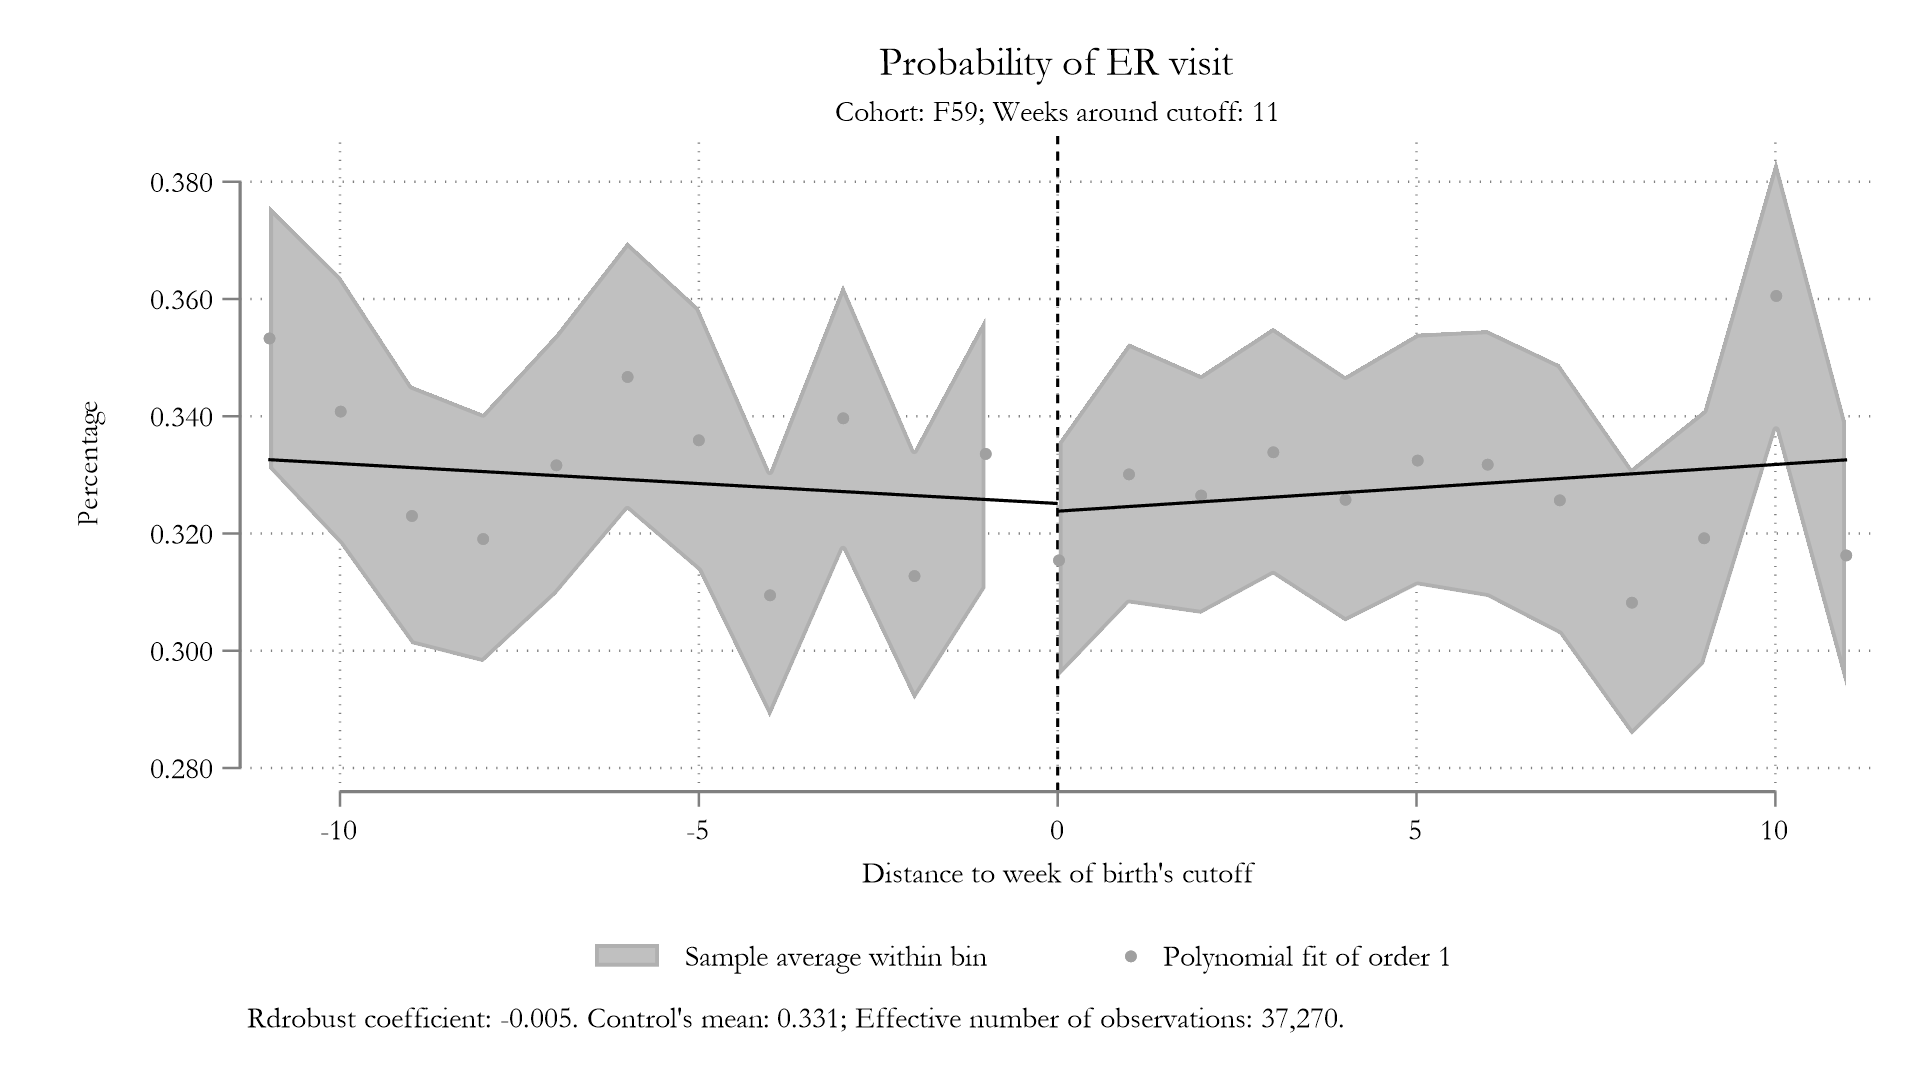 Probability of ER visit
Cohort: F59; Weeks around cutoff: 11
Percentage
0.380
0.360
0.340
0.320
0.300
0.280
-10 -5 0 5 10
Distance to week of birth's cutoff
Sample average within bin Polynomial fit of order 1
Rdrobust coefficient: -0.005. Control's mean: 0.331; Effective number of observations: 37,270.